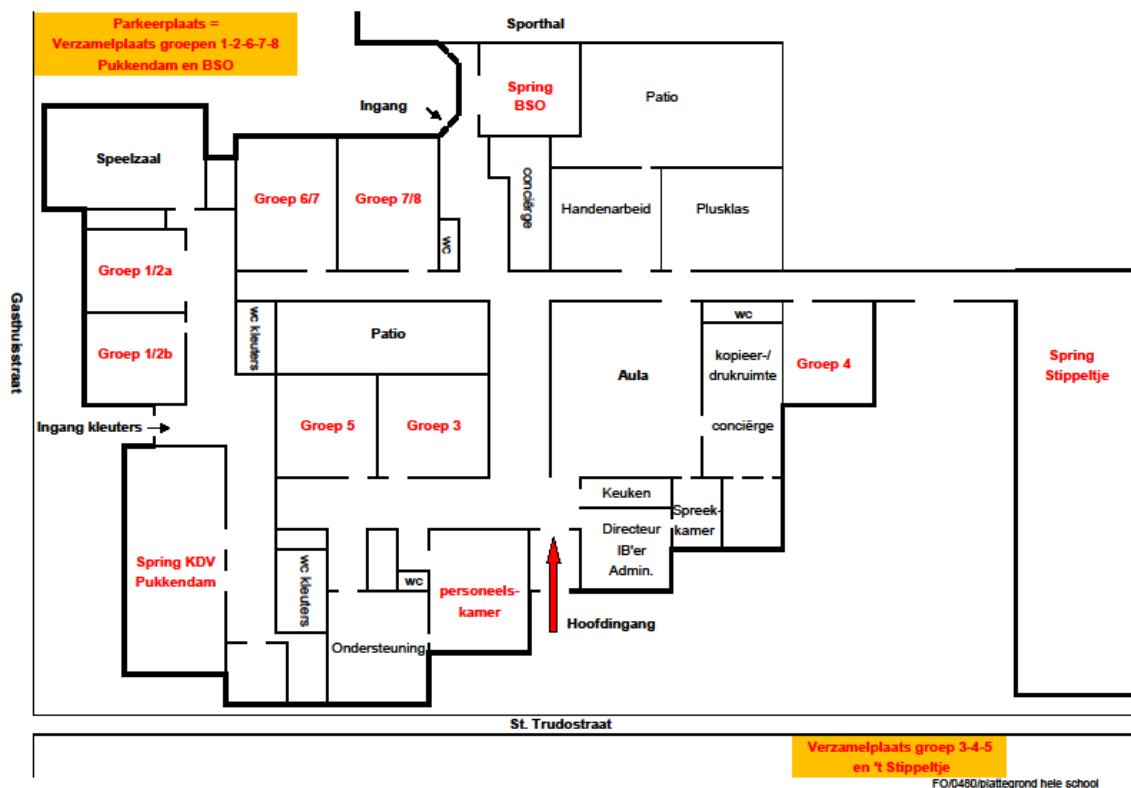 Parkeerplaats =
Verzamelplaats groepen 1-2-6-7-8
Pukkendam en BSO
Sporthal
Ingang
Spring
BSO
Patio
Speelzaal
Groep 6/7
Groep 7/8
conciërge
Handenarbeid
Plusklas
wc
Groep 1/2a
Gasthuisstraat
Groep 1/2b
wc kleuters
Patio
Aula
wc
kopieer-/
drukruimte
Groep 4
Spring
Stippeltje
Ingang kleuters
Groep 5
Groep 3
conciërge
Keuken
Spreek-
kamer
Directeur
IB'er
Admin.
Spring KDV
Pukkendam
wc kleuters
wc
personeels-
kamer
Hoofdingang
Ondersteuning
St. Trudostraat
Verzamelplaats groep 3-4-5
en 't Stippeltje
FO/0480/plattegrond hele school